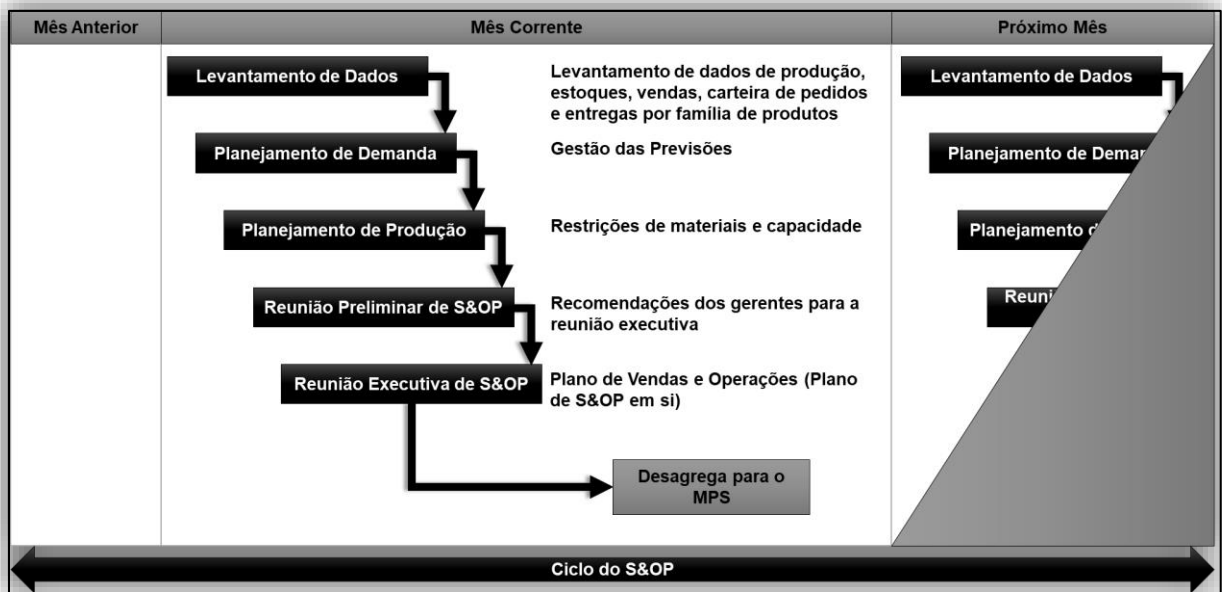 Mês Anterior
Mês Corrente
Próximo Mês
Levantamento de Dados
Levantamento de dados de produção,
estoques, vendas, carteira de pedidos
e entregas por família de produtos
Planejamento de Demanda
Gestão das Previsões
Planejamento de Produção
Restrições de materiais e capacidade
Reunião Preliminar de S&OP
Recomendações dos gerentes para a
reunião executiva
Reunião Executiva de S&OP
Plano de Vendas e Operações (Plano
de S&OP em si)
Desagrega para o
MPS
Levantamento de Dados
Planejamento de
Planejamento
Ciclo do S&OP